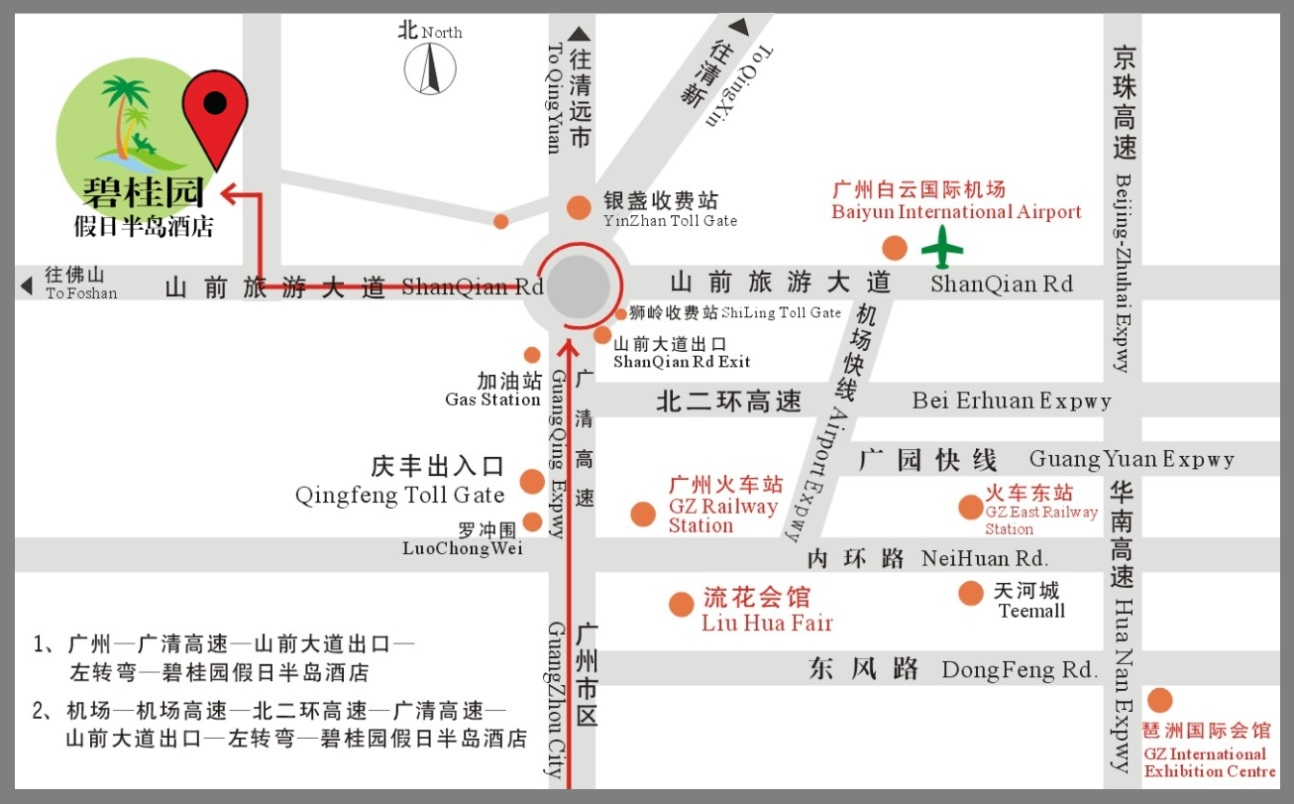 北 North
往清远市
To QingYuan
往清新
To QingXin
京珠高速 Beijing-Zhuhai Expwy
碧桂园
假日半岛酒店
银盏收费站
YinZhan Toll Gate
广州白云国际机场
Baiyun International Airport
往佛山
To Foshan
山前旅游大道 ShanQian Rd
山前旅游大道 ShanQian Rd
狮岭收费站 ShiLing Toll Gate
山前大道出口
ShanQian Rd Exit
机场快线 Airport Expwy
加油站
Gas Station
广清高速
GuangQing Expwy
北二环高速 Bei Erhuan Expwy
广园快线 GuangYuan Expwy
庆丰出入口
Qingfeng Toll Gate
广州火车站
GZ Railway
Station
火车东站
GZ East Railway
Station
华南高速 Hua Nan Expwy
罗冲围
LuoChongWei
内环路 NeiHuan Rd.
流花会馆
Liu Hua Fair
天河城
Teemall
广州市区
GuangZhou City
东风路 DongFeng Rd.
琶洲国际会馆
GZ International
Exhibition Centre
1、广州—广清高速—山前大道出口—
左转弯—碧桂园假日半岛酒店
2、机场—机场高速—北二环高速—广清高速—
山前大道出口—左转弯—碧桂园假日半岛酒店